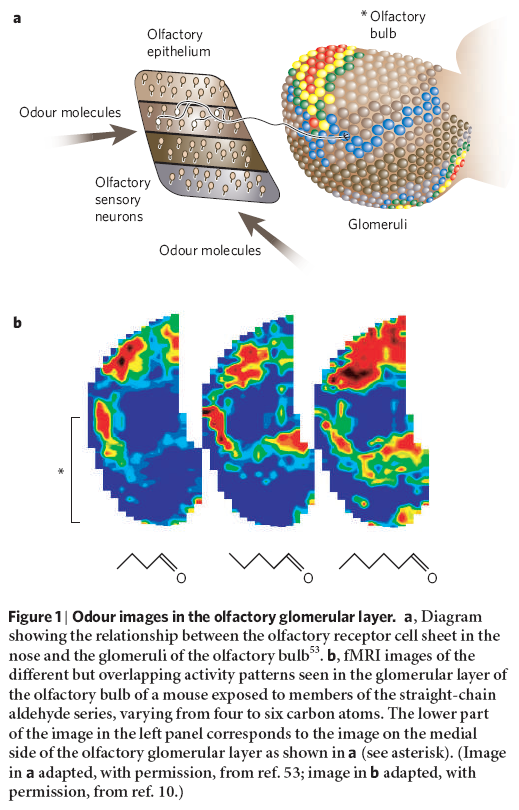 a
* Olfactory
bulb
Olfactory
epithelium
Odour molecules
Olfactory
sensory
neurons
Glomeruli
Odour molecules
b
*
O
O
O
Figure 1 | Odour images in the olfactory glomerular layer. a, Diagram
showing the relationship between the olfactory receptor cell sheet in the
nose and the glomeruli of the olfactory bulb53. b, fMRI images of the
different but overlapping activity patterns seen in the glomerular layer of
the olfactory bulb of a mouse exposed to members of the straight-chain
aldehyde series, varying from four to six carbon atoms. The lower part
of the image in the left panel corresponds to the image on the medial
side of the olfactory glomerular layer as shown in a (see asterisk). (Image
in a adapted, with permission, from ref. 53; image in b adapted, with
permission, from ref. 10.)